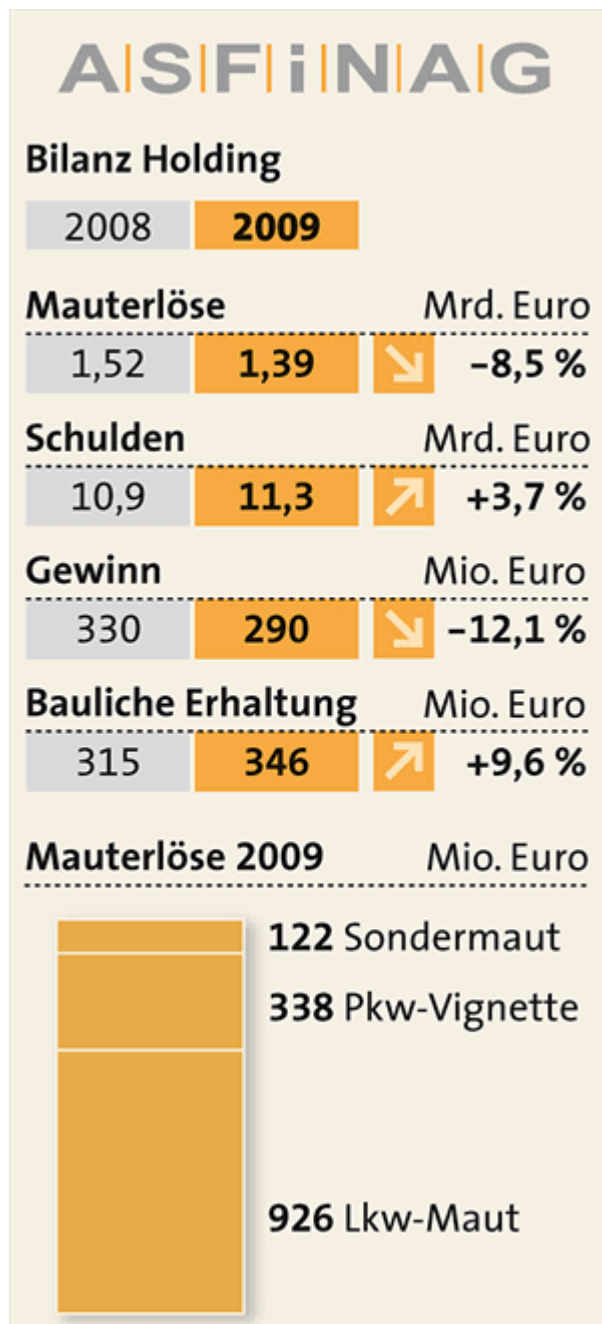 ASFiNAG
Bilanz Holding
2008 2009
Mauterlöse Mrd. Euro
1,52 1,39 −8,5 %
Schulden Mrd. Euro
10,9 11,3 +3,7 %
Gewinn Mio. Euro
330 290 −12,1 %
Bauliche Erhaltung Mio. Euro
315 346 +9,6 %
Mauterlöse 2009 Mio. Euro
122 Sondermaut
338 Pkw-Vignette
926 Lkw-Maut